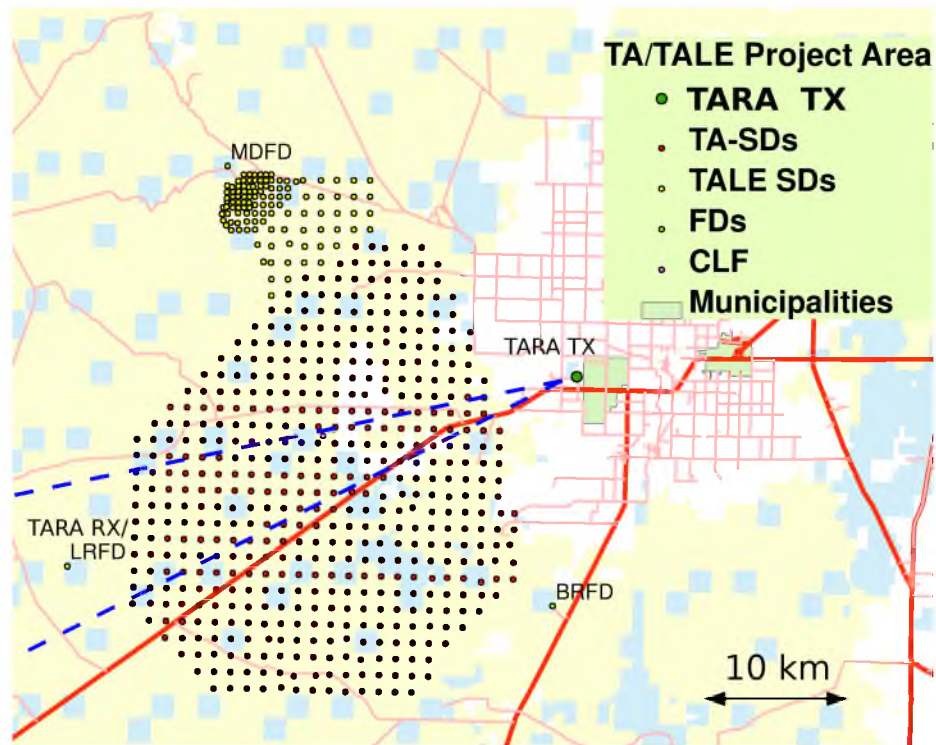 TA/TALE Project Area
TARA TX
TA-SDs
TALE SDs
FDs
CLF
Municipalities
MDFD
TARA TX
TARA RX/
LRFD
BRFD
10 km